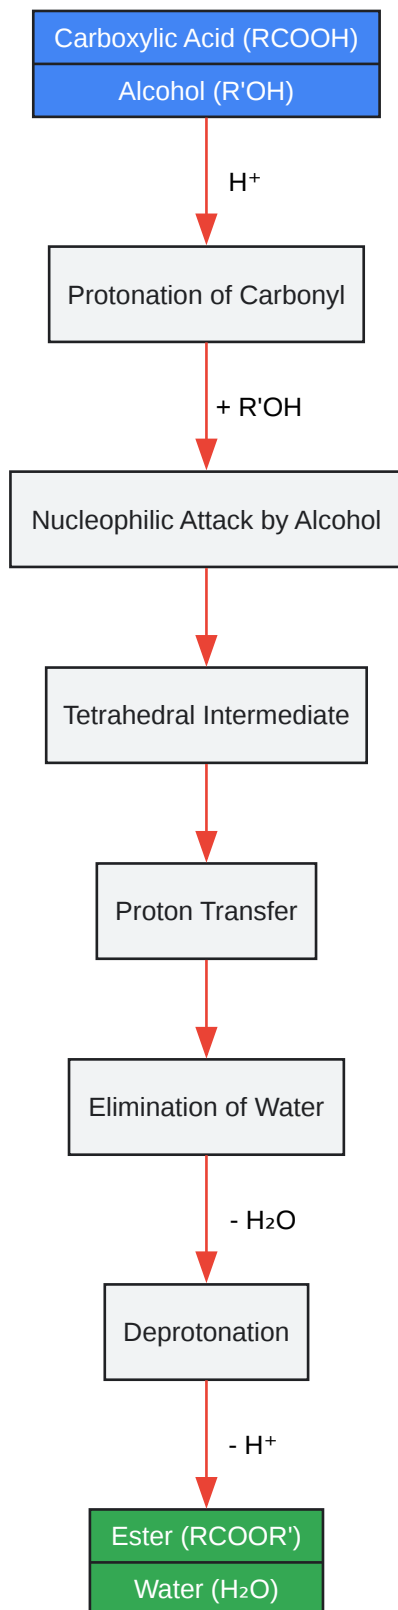 Carboxylic Acid (RCOOH)
Alcohol (R'OH)
H⁺
Protonation of Carbonyl
+ R'OH
Nucleophilic Attack by Alcohol
Tetrahedral Intermediate
Proton Transfer
Elimination of Water
- H₂O
Deprotonation
- H⁺
Ester (RCOOR')
Water (H₂O)